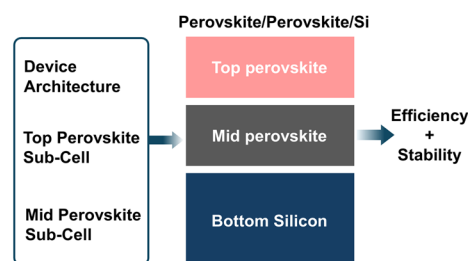 Perovskite/Perovskite/Si
Device
Architecture
Top Perovskite
Sub-Cell
Mid Perovskite
Sub-Cell
Top perovskite
Mid perovskite
Bottom Silicon
Efficiency
+
Stability